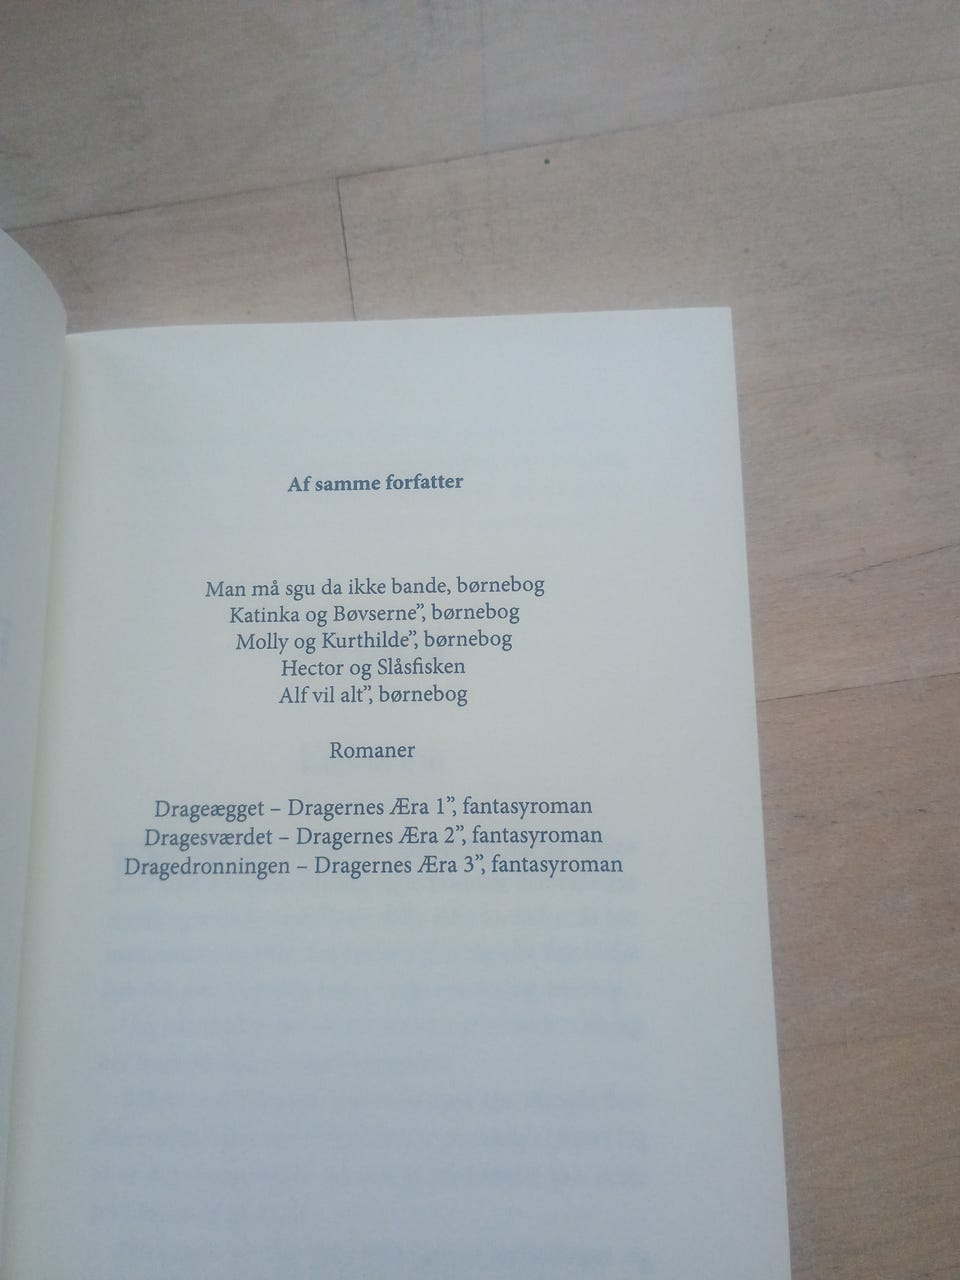 Af samme forfatter
Man må sgu da ikke bande, børnebog
Katinka og Bøvserne”, børnebog
Molly og Kurthilde”, børnebog
Hector og Slåsfisken
Alf vil alt”, børnebog
Romaner
Drageægget – Dragernes Æra 1”, fantasyroman
Dragesværdet – Dragernes Æra 2”, fantasyroman
Dragedronningen – Dragernes Æra 3”, fantasyroman